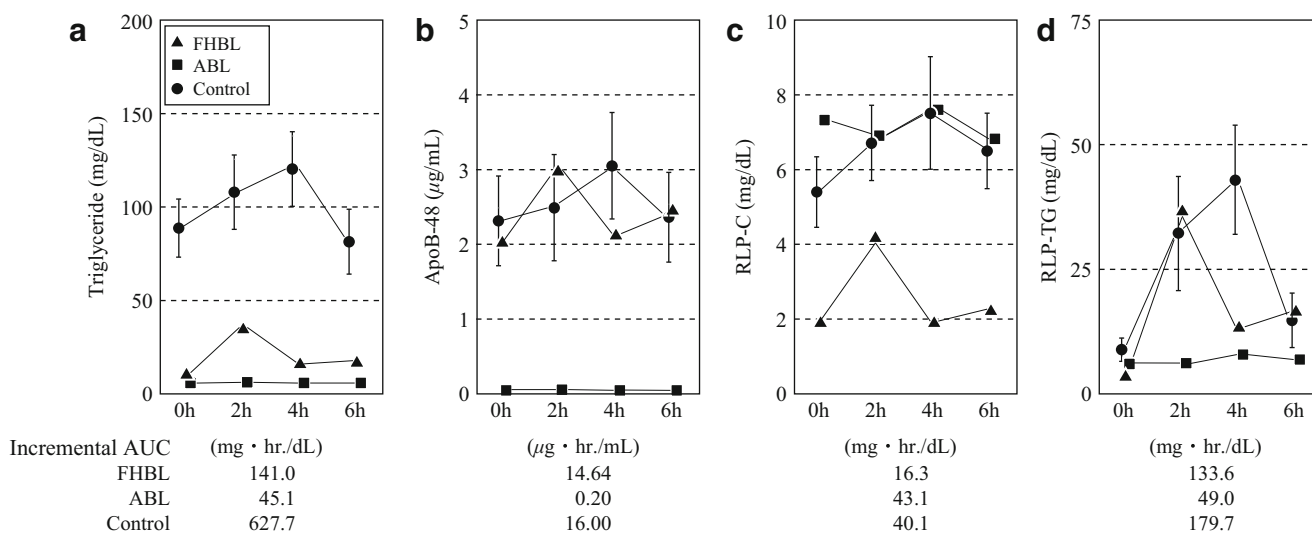 a
200
150
100
50
0
Triglyceride (mg/dL)
FHBL
ABL
Control
0h 2h 4h 6h
b
5
4
3
2
1
0
ApoB-48 (µg/mL)
0h 2h 4h 6h
c
10
8
6
4
2
0
RLP-C (mg/dL)
0h 2h 4h 6h
d
75
50
25
0
RLP-TG (mg/dL)
0h 2h 4h 6h
Incremental AUC (mg・hr./dL) (µg・hr./mL) (mg・hr./dL) (mg・hr./dL)
FHBL 141.0 14.64 16.3 133.6
ABL 45.1 0.20 43.1 49.0
Control 627.7 16.00 40.1 179.7